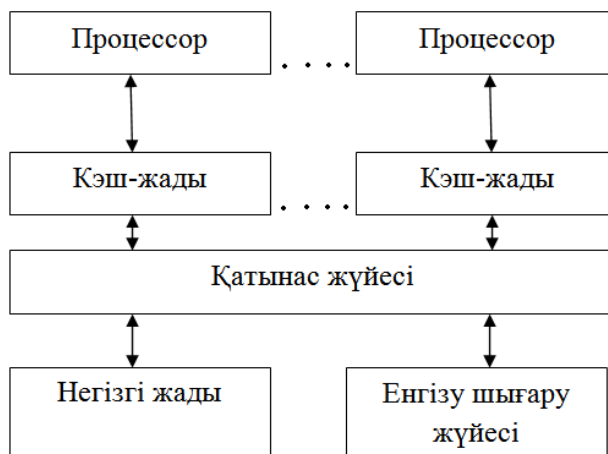 Процессор
Процессор
Кэш-жады
Кэш-жады
Қатынас жүйесі
Негізгі жады
Енгізу шығару
жүйесі